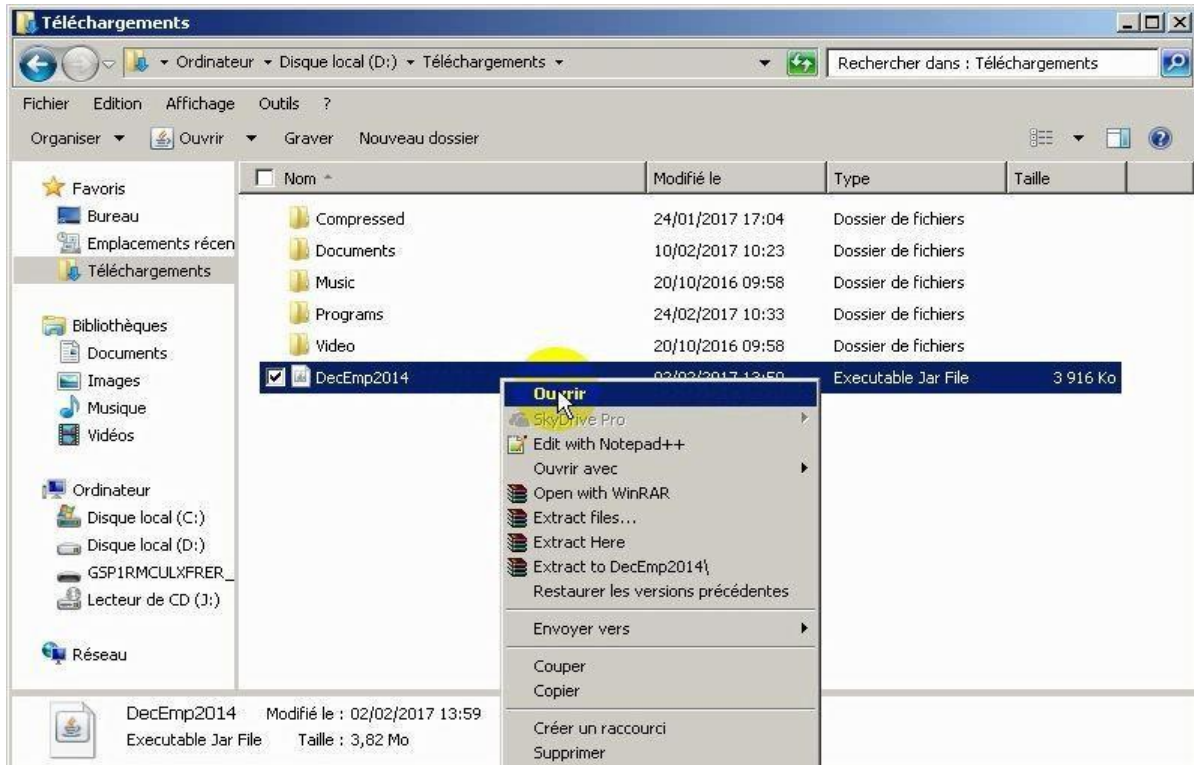 Téléchargements
Ordinateur Disque local (D:) Téléchargements
Rechercher dans : Téléchargements
Fichier Edition Affichage Outils ?
Organiser Ouvrir Graver Nouveau dossier
Favoris
Bureau
Emplacements récen
Téléchargements
Bibliothèques
Documents
Images
Musique
Vidéos
Ordinateur
Disque local (C:)
Disque local (D:)
GSP1RMCULXFRER_
Lecteur de CD (J:)
Réseau
Nom Modifié le Type Taille
Compressed 24/01/2017 17:04 Dossier de fichiers
Documents 10/02/2017 10:23 Dossier de fichiers
Music 20/10/2016 09:58 Dossier de fichiers
Programs 24/02/2017 10:33 Dossier de fichiers
Video 20/10/2016 09:58 Dossier de fichiers
DecEmp2014 02/02/2017 13:59 Executable Jar File 3 916 Ko
Ouvrir
SkyDrive Pro
Edit with Notepad++
Ouvrir avec
Open with WinRAR
Extract files...
Extract Here
Extract to DecEmp2014\
Restaurer les versions précédentes
Envoyer vers
Couper
Copier
Créer un raccourci
Supprimer
DecEmp2014 Modifié le : 02/02/2017 13:59
Executable Jar File Taille : 3,82 Mo